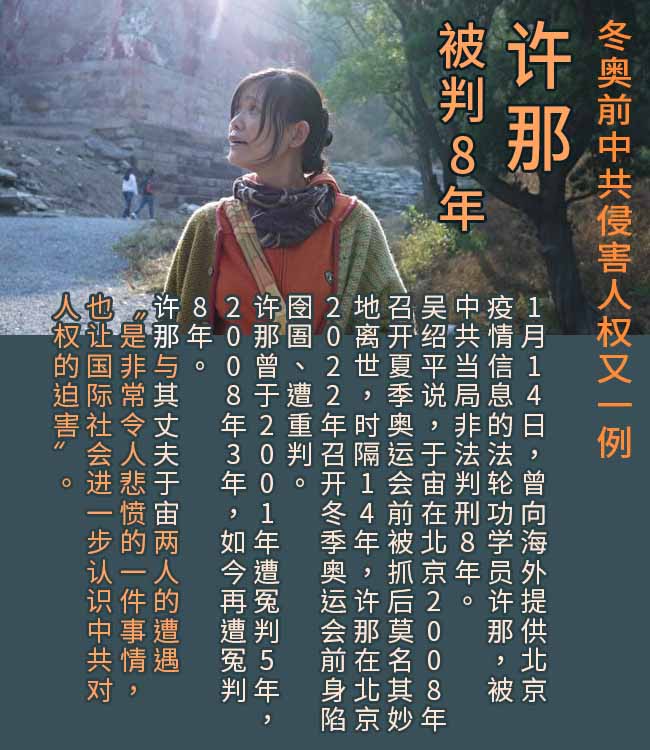 冬奥前中共侵害人权又一例
许那
被判8年
1月14日，曾向海外提供北京
疫情信息的法轮功学员许那，被
中共当局非法判刑8年。
吴绍平说，于宙在北京2008年
召开夏季奥运会前被抓后莫名其妙
地离世，时隔14年，许那在北京
2022年召开冬季奥运会前身陷
囹圄、遭重判。
许那曾于2001年遭冤判5年，
2008年3年，如今再遭冤判
8年。
许那与其丈夫于宙两人的遭遇
“是非常令人悲愤的一件事情，
也让国际社会进一步认识中共对
人权的迫害”。